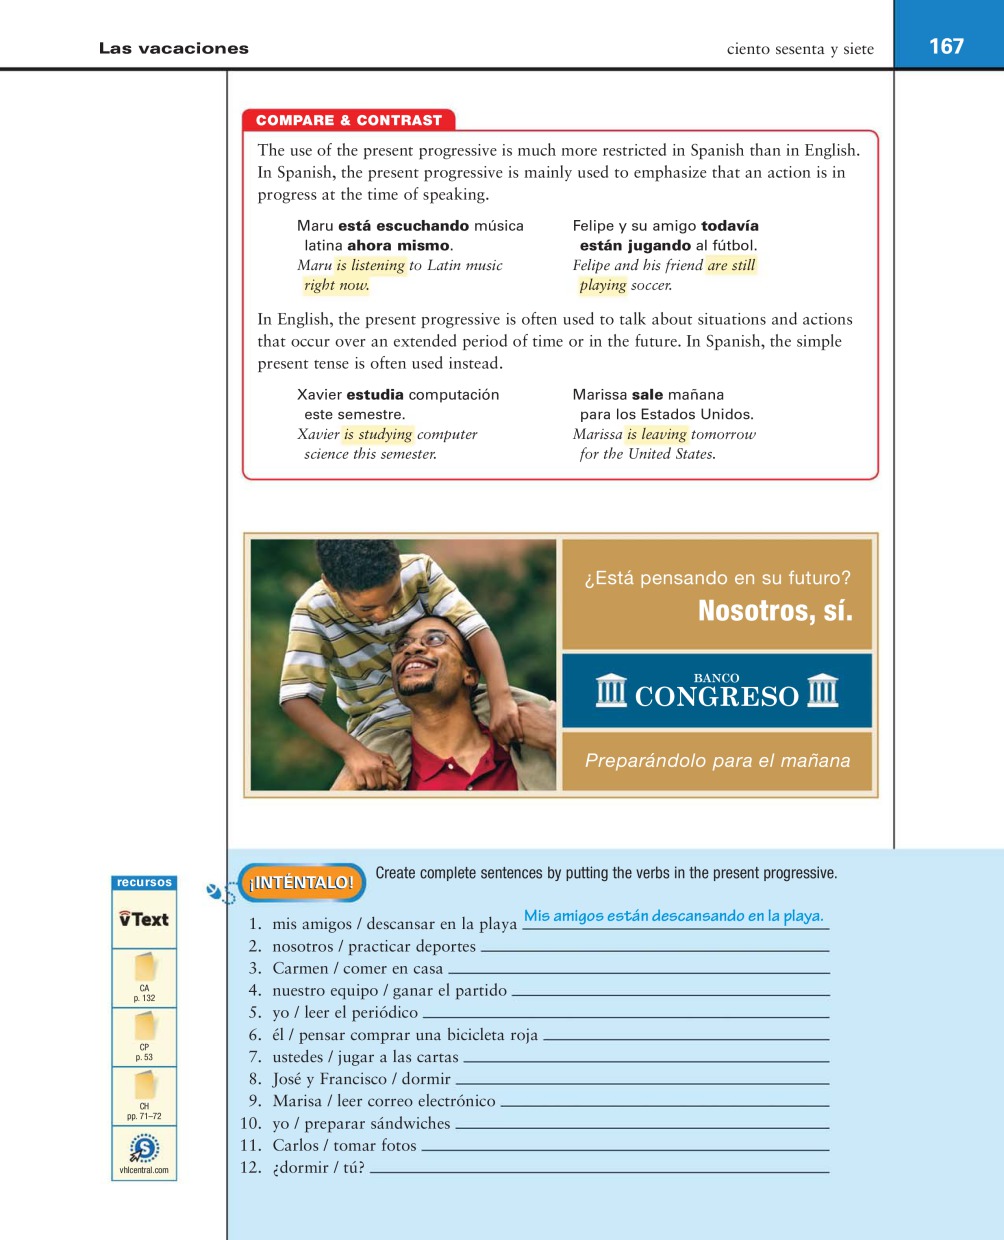 Las vacaciones
ciento sesenta y siete
167
COMPARE & CONTRAST
The use of the present progressive is much more restricted in Spanish than in English.
In Spanish, the present progressive is mainly used to emphasize that an action is in
progress at the time of speaking.
Maru está escuchando música
latina ahora mismo.
Maru is listening to Latin music
right now.
Felipe y su amigo todavía
están jugando al fútbol.
Felipe and his friend are still
playing soccer.
In English, the present progressive is often used to talk about situations and actions
that occur over an extended period of time or in the future. In Spanish, the simple
present tense is often used instead.
Xavier estudia computación
este semestre.
Xavier is studying computer
science this semester.
Marissa sale mañana
para los Estados Unidos.
Marissa is leaving tomorrow
for the United States.
¿Está pensando en su futuro?
Nosotros, sí.
BANCO
CONGRESO
Preparándolo para el mañana
recursos
vText
CA
p. 132
CP
p. 53
CH
pp. 71–72
S
vhlcentral.com
¡INTÉNTALO!
Create complete sentences by putting the verbs in the present progressive.
1. mis amigos / descansar en la playa Mis amigos están descansando en la playa.
2. nosotros / practicar deportes
3. Carmen / comer en casa
4. nuestro equipo / ganar el partido
5. yo / leer el periódico
6. él / pensar comprar una bicicleta roja
7. ustedes / jugar a las cartas
8. José y Francisco / dormir
9. Marisa / leer correo electrónico
10. yo / preparar sándwiches
11. Carlos / tomar fotos
12. ¿dormir / tú?